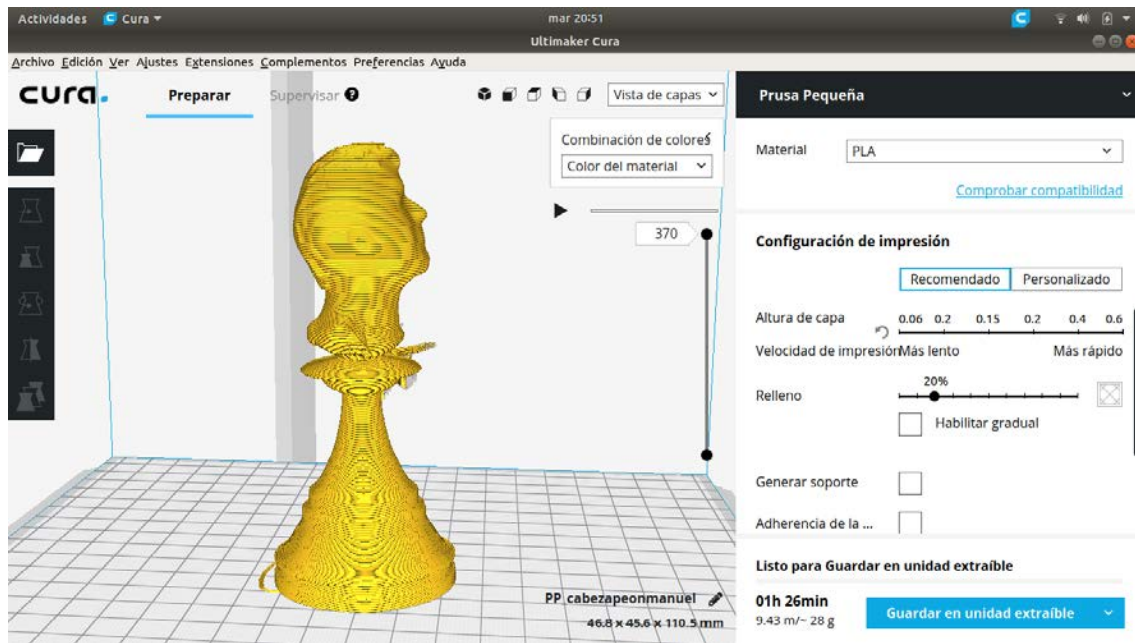 Actividades Cura mar 20:51
Ultimaker Cura
Archivo Edición Ver Ajustes Extensiones Complementos Preferencias Ayuda
cura. Preparar Supervisar ? Vista de capas
Combinación de colores
Color del material
370
PP_cabezapeonmanuel
46.8 x 45.6 x 110.5 mm
Prusa Pequeña
Material PLA
Comprobar compatibilidad
Configuración de impresión
Recomendado Personalizado
Altura de capa 0.06 0.2 0.15 0.2 0.4 0.6
Velocidad de impresión Más lento Más rápido
20%
Relleno
Habilitar gradual
Generar soporte
Adherencia de la ...
Listo para Guardar en unidad extraíble
01h 26min
9.43 m/~ 28 g
Guardar en unidad extraíble